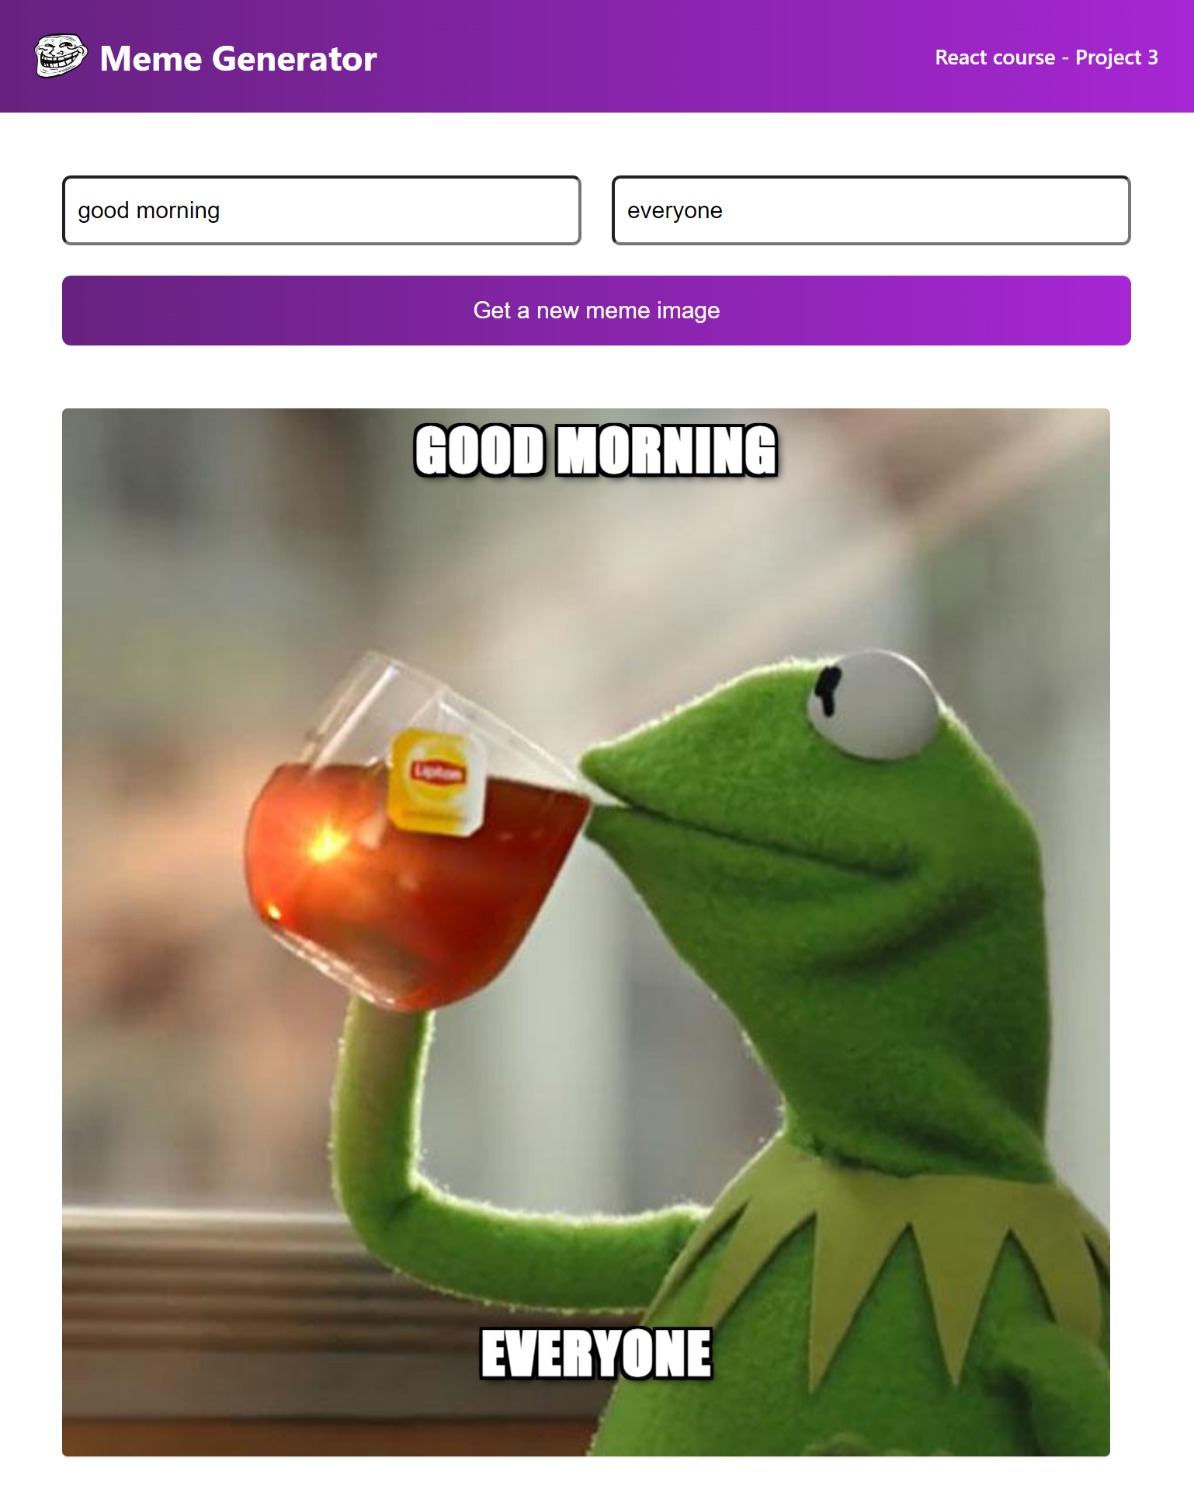 Meme Generator
React course - Project 3
good morning
everyone
Get a new meme image
GOOD MORNING
Lipton
EVERYONE